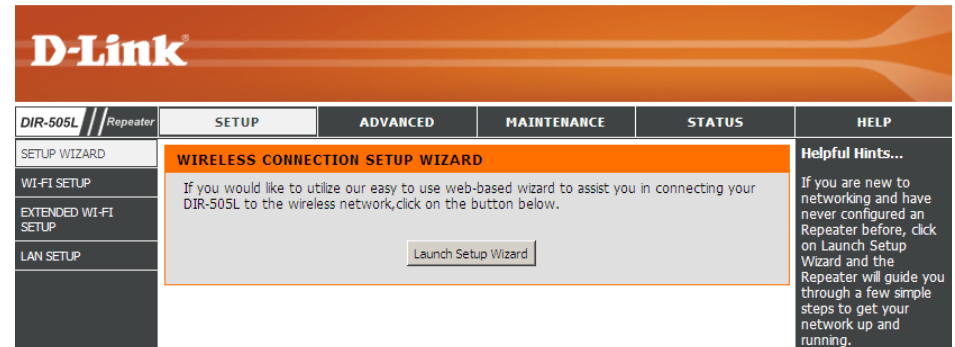 D-Link®
DIR-505L // Repeater
SETUP
ADVANCED
MAINTENANCE
STATUS
HELP
SETUP WIZARD
WI-FI SETUP
EXTENDED WI-FI
SETUP
LAN SETUP
WIRELESS CONNECTION SETUP WIZARD
If you would like to utilize our easy to use web-based wizard to assist you in connecting your
DIR-505L to the wireless network,click on the button below.
Launch Setup Wizard
Helpful Hints...
If you are new to
networking and have
never configured an
Repeater before, click
on Launch Setup
Wizard and the
Repeater will guide you
through a few simple
steps to get your
network up and
running.